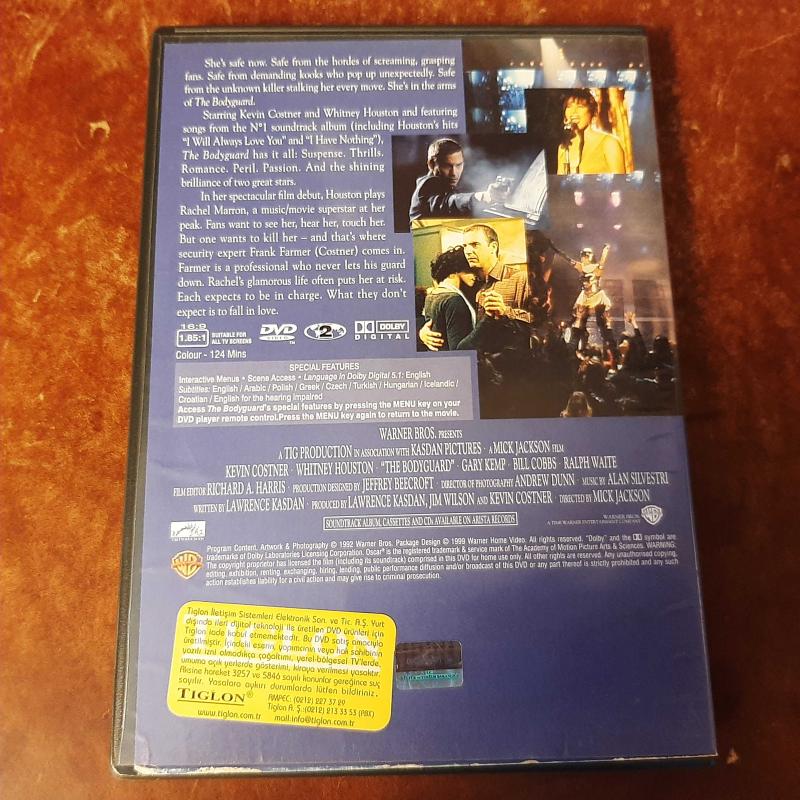 She's safe now. Safe from the hordes of screaming, grasping
fans. Safe from demanding kooks who pop up unexpectedly. Safe
from the unknown killer stalking her every move. She's in the arms
of The Bodyguard.
Starring Kevin Costner and Whitney Houston and featuring
songs from the Nº1 soundtrack album (including Houston's hits
"I Will Always Love You" and "I Have Nothing"),
The Bodyguard has it all: Suspense. Thrills.
Romance. Peril. Passion. And the shining
brilliance of two great stars.
In her spectacular film debut, Houston plays
Rachel Marron, a music/movie superstar at her
peak. Fans want to see her, hear her, touch her.
But one wants to kill her – and that's where
security expert Frank Farmer (Costner) comes in.
Farmer is a professional who never lets his guard
down. Rachel's glamorous life often puts her at risk.
Each expects to be in charge. What they don't
expect is to fall in love.
16:9
1.85:1 SUITABLE FOR ALL TV SCREENS DVD VIDEO TM 2 DOLBY DIGITAL
Colour - 124 Mins
SPECIAL FEATURES
Interactive Menus • Scene Access • Language in Dolby Digital 5.1: English
Subtitles: English / Arabic / Polish / Greek / Czech / Turkish / Hungarian / Icelandic /
Croatian / English for the hearing impaired
Access The Bodyguard's special features by pressing the MENU key on your
DVD player remote control.Press the MENU key again to return to the movie.
WARNER BROS. PRESENTS
A TIG PRODUCTION IN ASSOCIATION WITH KASDAN PICTURES · A MICK JACKSON FILM
KEVIN COSTNER · WHITNEY HOUSTON · "THE BODYGUARD" · GARY KEMP · BILL COBBS · RALPH WAITE
FILM EDITOR RICHARD A. HARRIS · PRODUCTION DESIGNED BY JEFFREY BEECROFT · DIRECTOR OF PHOTOGRAPHY ANDREW DUNN · MUSIC BY ALAN SILVESTRI
WRITTEN BY LAWRENCE KASDAN · PRODUCED BY LAWRENCE KASDAN, JIM WILSON AND KEVIN COSTNER · DIRECTED BY MICK JACKSON
SOUNDTRACK ALBUM, CASSETTES AND CDs AVAILABLE ON ARISTA RECORDS
WARNER BROS.
A TIME WARNER ENTERTAINMENT COMPANY
Program Content, Artwork & Photography © 1992 Warner Bros. Package Design © 1999 Warner Home Video. All rights reserved. "Dolby" and the DD symbol are
trademarks of Dolby Laboratories Licensing Corporation. Oscar® is the registered trademark & service mark of The Academy of Motion Picture Arts & Sciences. WARNING:
The copyright proprietor has licensed the film (including its soundtrack) comprised in this DVD for home use only. All other rights reserved. Any unauthorised copying,
editing, exhibition, renting, exchanging, hiring, lending, public performance diffusion and/or broadcast of this DVD or any part thereof is strictly prohibited and any such
action establishes liability for a civil action and may give rise to criminal prosecution.
Tiglon İletişim Sistemleri Elektronik San. ve Tic. A.Ş. Yurt
dışında ileri dijital teknoloji ile üretilen DVD ürünleri için
Tiglon iade kabul etmemektedir. Bu DVD satış amacıyla
üretilmiştir. İçindeki eserin, yapımcının veya hak sahibinin
yazılı izni olmadıkça çoğaltımı, yerel-bölgesel TV'lerde,
umuma açık yerlerde gösterimi, kiraya verilmesi yasaktır.
Aksine hareket 3257 ve 5846 sayılı kanunlar gereğince suç
sayılır. Yasalara aykırı durumlarda lütfen bildiriniz.
TIGLON® AMPEC: (0212) 227 37 29
Tiglon A. Ş.:(0212) 213 33 53 (PBX)
www.tiglon.com.tr mail:info@tiglon.com.tr